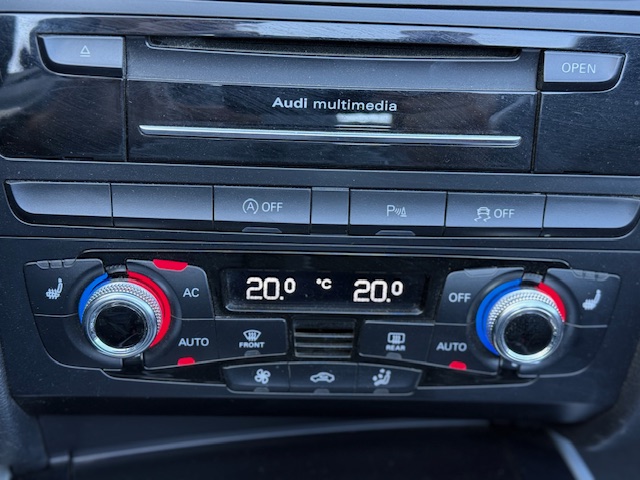 OPEN
Audi multimedia
A OFF
P
OFF
AC
20.0 °C 20.0
OFF
AUTO
FRONT
REAR
AUTO